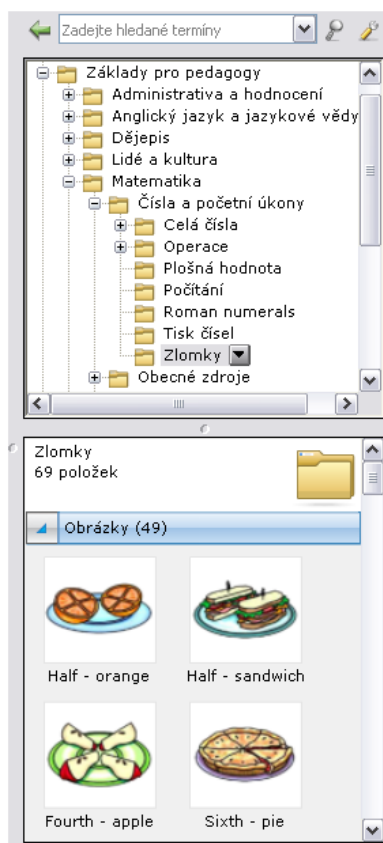 Zadejte hledané termíny
Základy pro pedagogy
Administrativa a hodnocení
Anglický jazyk a jazykové vědy
Dějepis
Lidé a kultura
Matematika
Čísla a početní úkony
Celá čísla
Operace
Plošná hodnota
Počítání
Roman numerals
Tisk čísel
Zlomky
Obecné zdroje
Zlomky
69 položek
Obrázky (49)
Half - orange Half - sandwich
Fourth - apple Sixth - pie